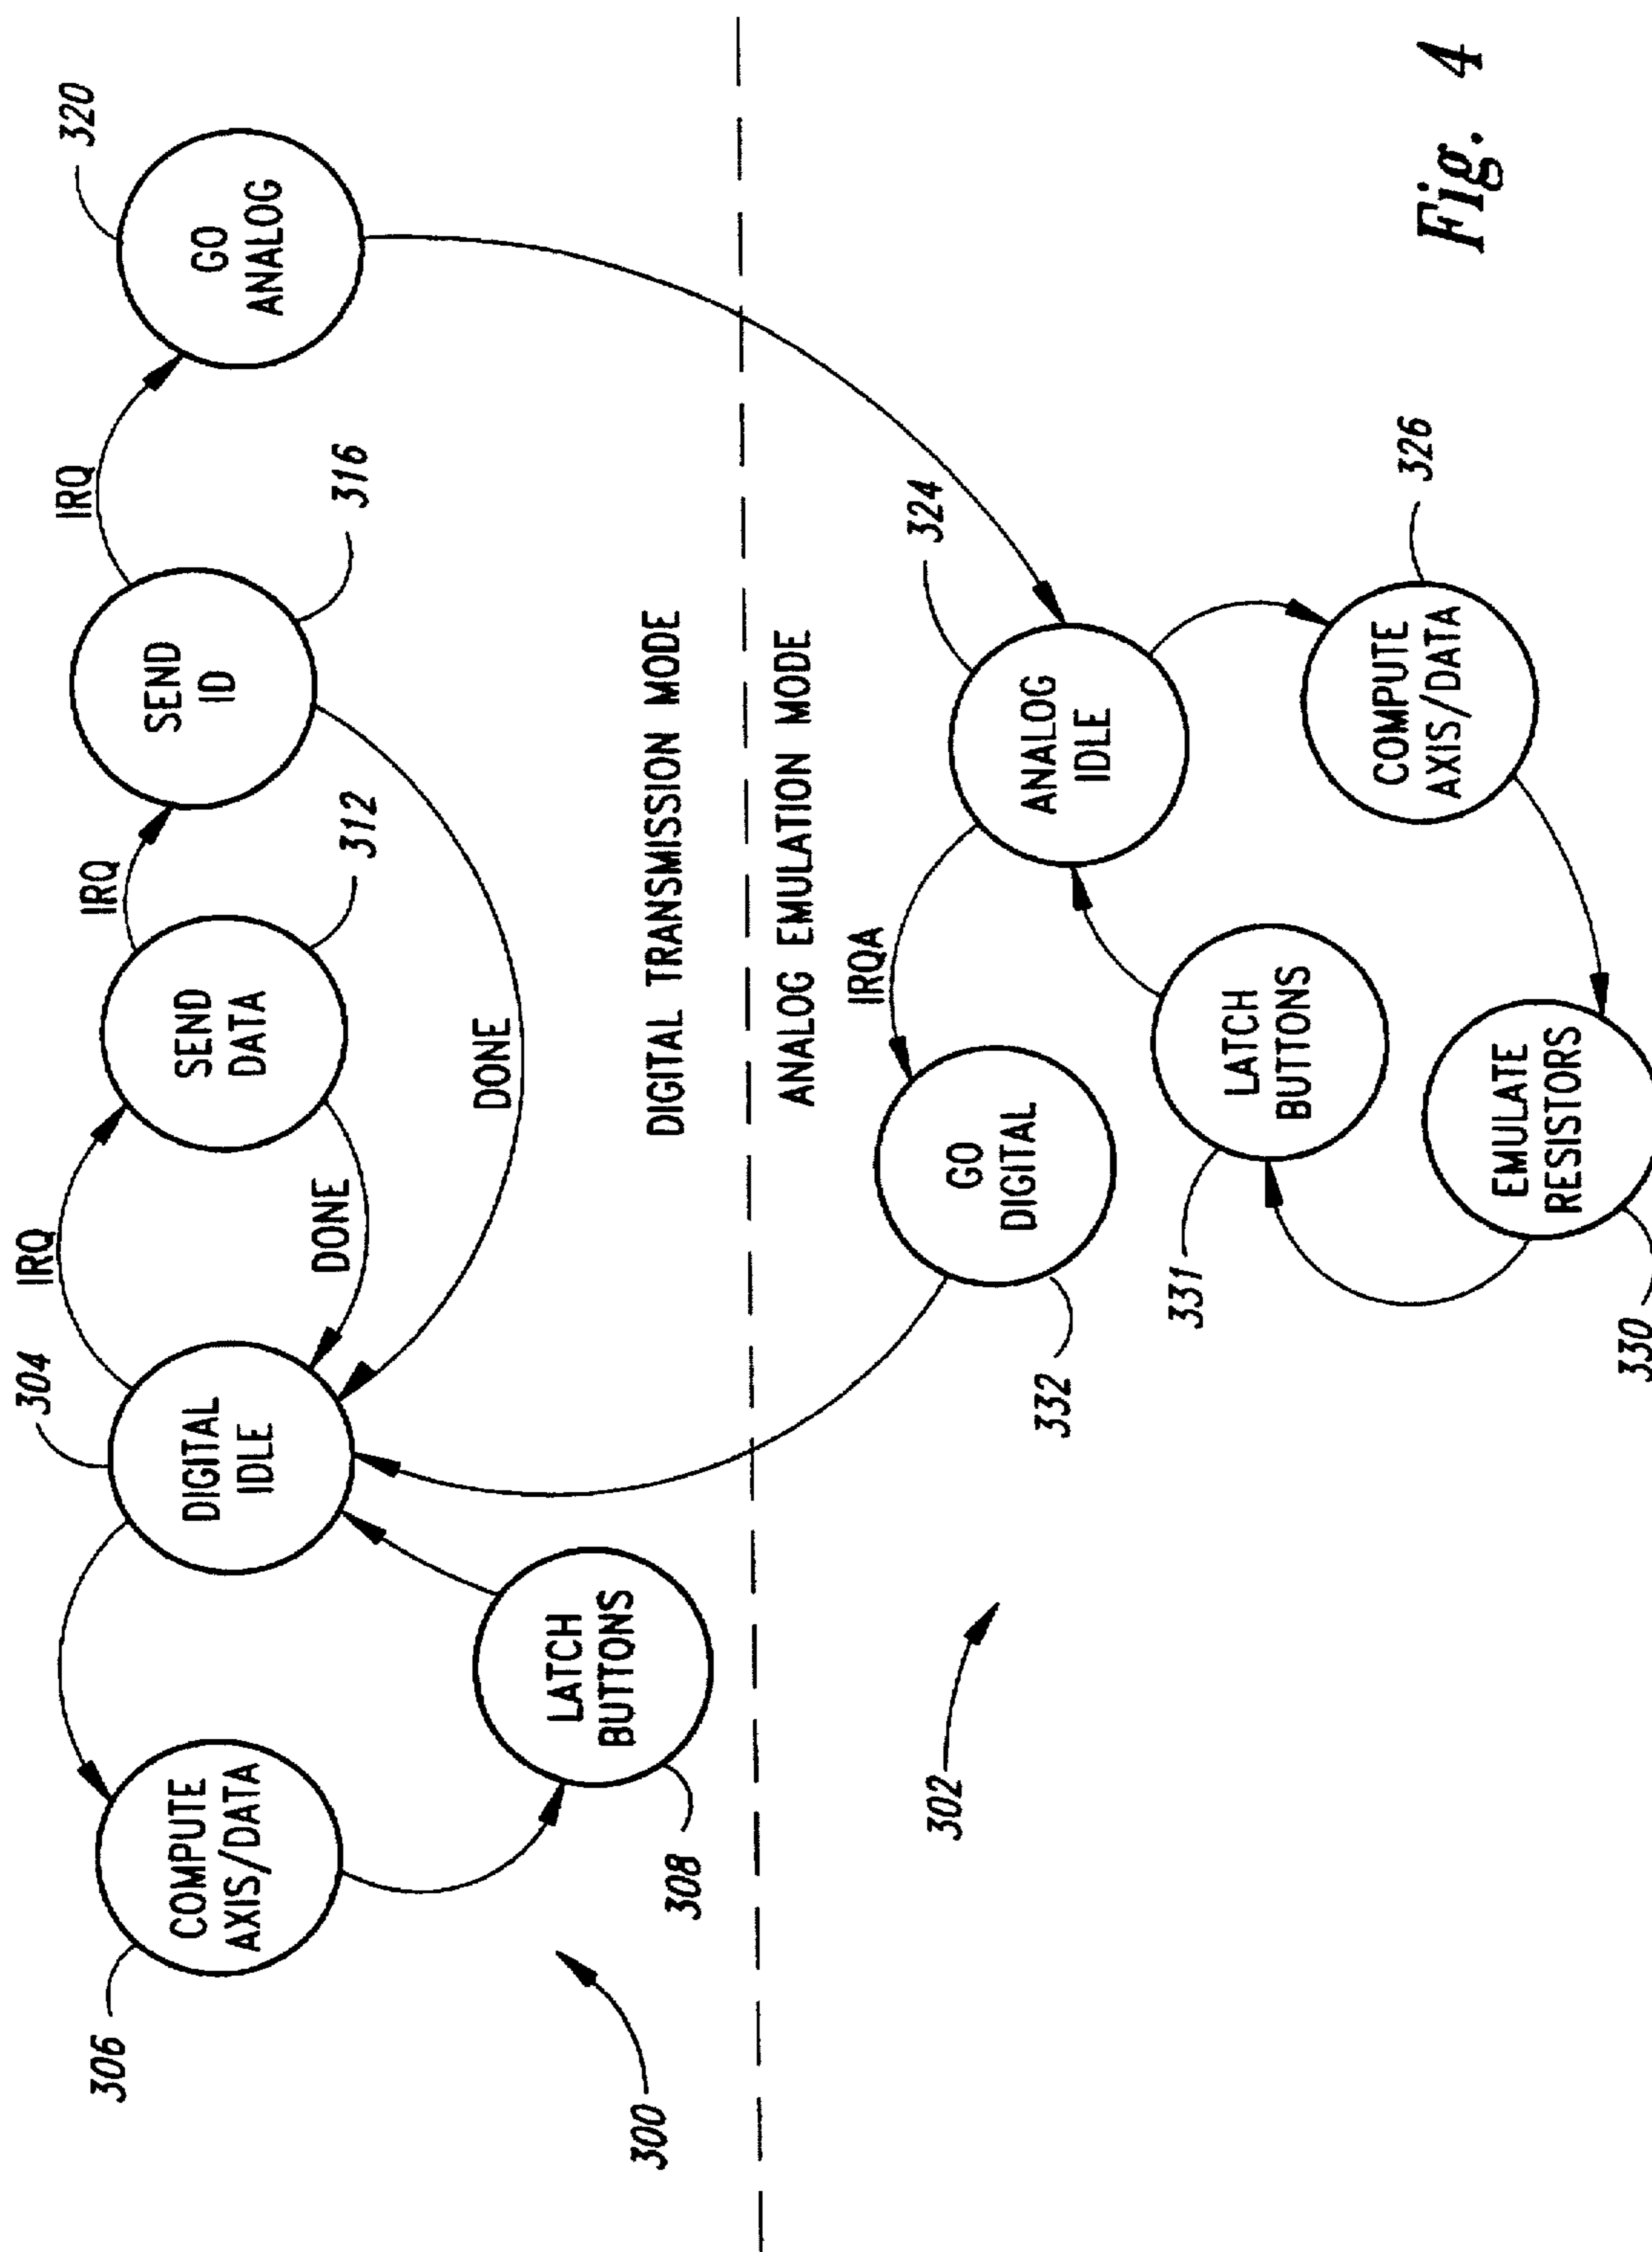 306
COMPUTE
AXIS/DATA
300
308
LATCH
BUTTONS
304
DIGITAL
IDLE
IRQ
DONE
SEND
DATA
312
IRQ
DONE
SEND
ID
316
IRQ
GO
ANALOG
320
DIGITAL TRANSMISSION MODE
ANALOG EMULATION MODE
302
332
GO
DIGITAL
IRQA
ANALOG
IDLE
324
331
LATCH
BUTTONS
COMPUTE
AXIS/DATA
326
330
EMULATE
RESISTORS
Fig. 4